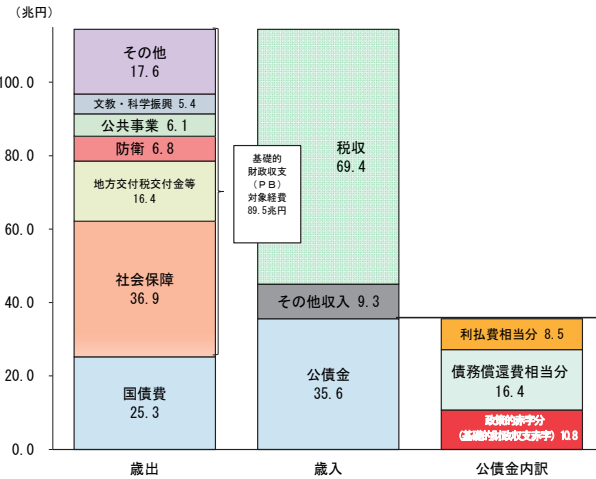 （兆円）
100.0
80.0
60.0
40.0
20.0
0.0
その他
17.6
文教・科学振興 5.4
公共事業 6.1
防衛 6.8
地方交付税交付金等
16.4
社会保障
36.9
国債費
25.3
基礎的
財政収支
（ＰＢ）
対象経費
89.5兆円
税収
69.4
その他収入 9.3
公債金
35.6
利払費相当分 8.5
債務償還費相当分
16.4
政策的赤字分
(基礎的財政収支赤字) 10.8
歳出
歳入
公債金内訳